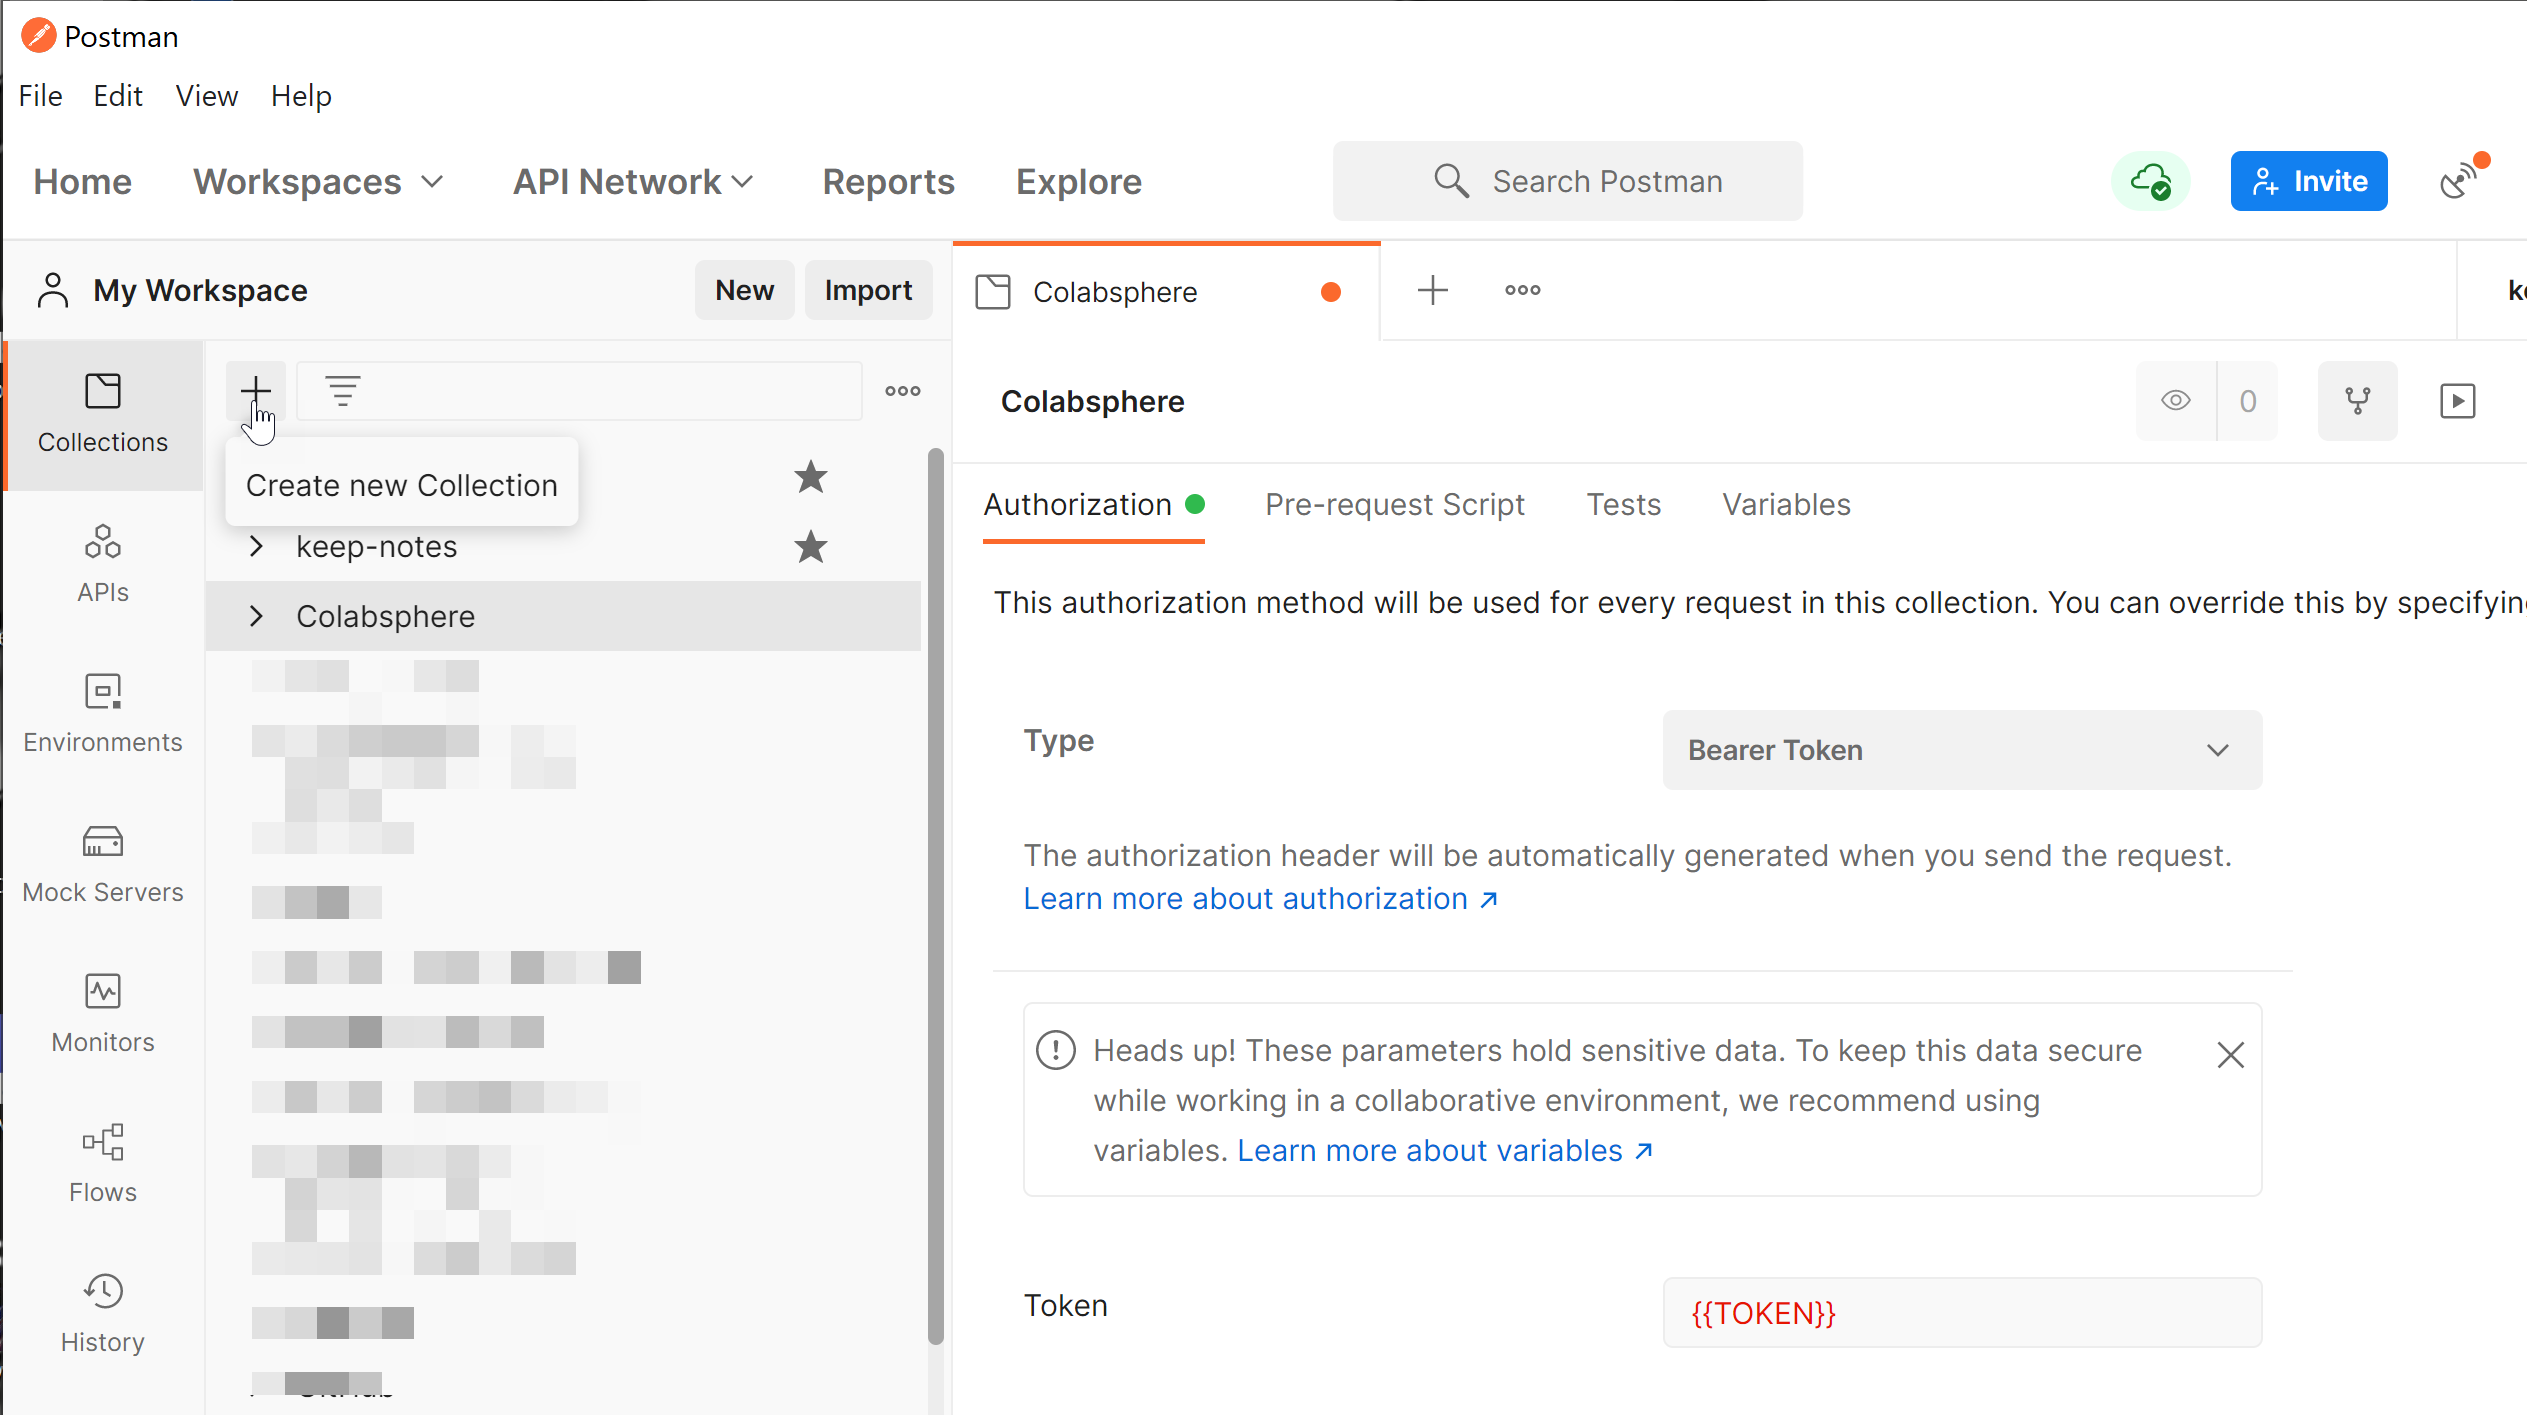 Postman
File Edit View Help
Home Workspaces API Network Reports Explore Search Postman Invite
My Workspace New Import Colabsphere
Collections
Create new Collection
keep-notes
Colabsphere
APIs
Environments
Mock Servers
Monitors
Flows
History
Colabsphere 0
Authorization Pre-request Script Tests Variables
This authorization method will be used for every request in this collection. You can override this by
Type Bearer Token
The authorization header will be automatically generated when you send the request.
Learn more about authorization ↗
Heads up! These parameters hold sensitive data. To keep this data secure
while working in a collaborative environment, we recommend using
variables. Learn more about variables ↗
Token {{TOKEN}}